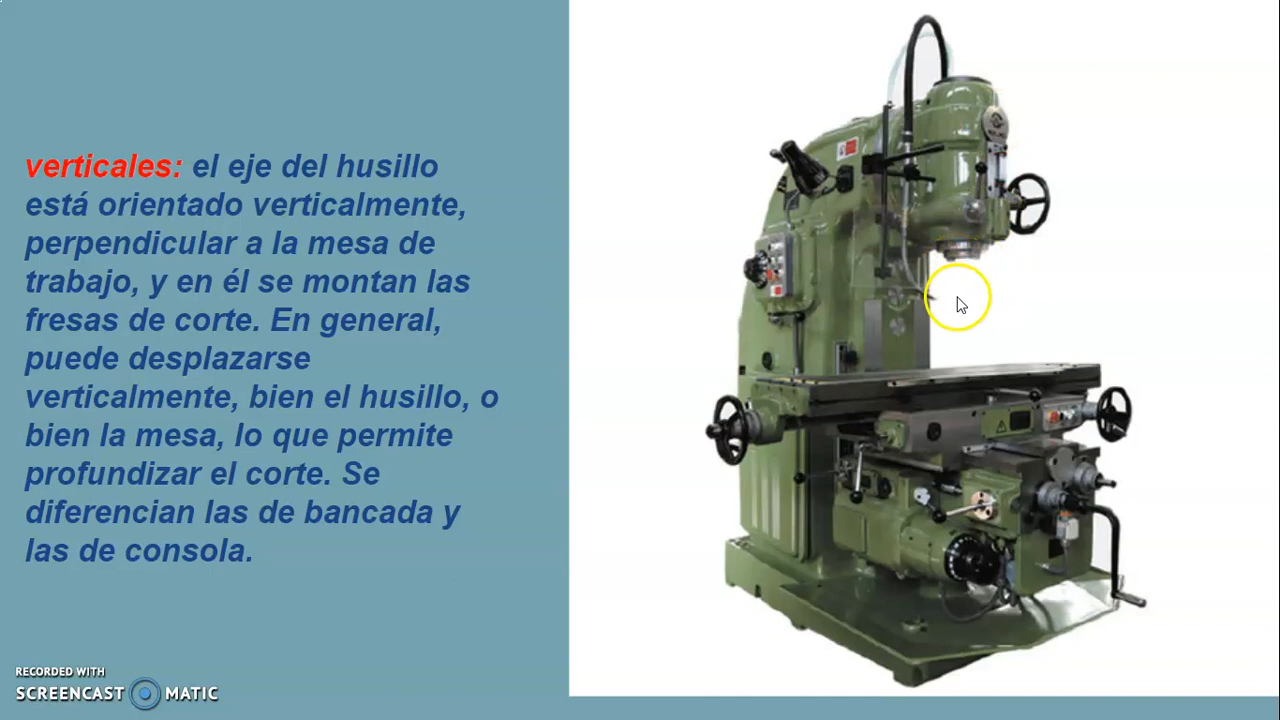 verticales: el eje del husillo
está orientado verticalmente,
perpendicular a la mesa de
trabajo, y en él se montan las
fresas de corte. En general,
puede desplazarse
verticalmente, bien el husillo, o
bien la mesa, lo que permite
profundizar el corte. Se
diferencian las de bancada y
las de consola.
RECORDED WITH
SCREENCAST MATIC